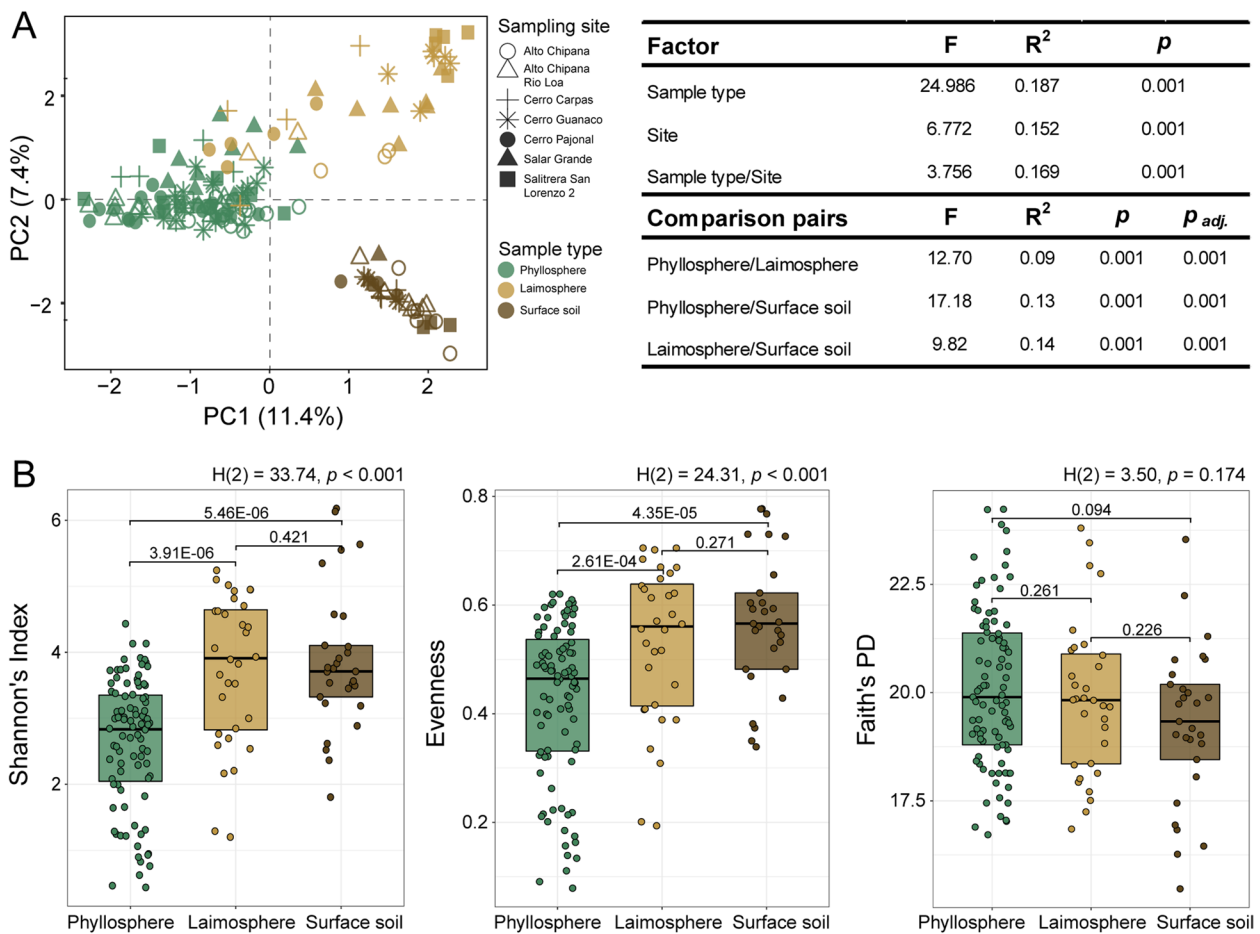 A
PC2 (7.4%)
2
0
−2
−2
−1
0
1
2
PC1 (11.4%)
Sampling site
Alto Chipana
Alto Chipana
Rio Loa
Cerro Carpas
Cerro Guanaco
Cerro Pajonal
Salar Grande
Salitrera San
Lorenzo 2
Sample type
Phyllosphere
Laimosphere
Surface soil
Factor F R² p
Sample type 24.986 0.187 0.001
Site 6.772 0.152 0.001
Sample type/Site 3.756 0.169 0.001
Comparison pairs F R² p p adj.
Phyllosphere/Laimosphere 12.70 0.09 0.001 0.001
Phyllosphere/Surface soil 17.18 0.13 0.001 0.001
Laimosphere/Surface soil 9.82 0.14 0.001 0.001
B
H(2) = 33.74, p < 0.001
Shannon's Index
6
4
2
5.46E-06
0.421
3.91E-06
Phyllosphere Laimosphere Surface soil
H(2) = 24.31, p < 0.001
Evenness
0.8
0.6
0.4
0.2
4.35E-05
0.271
2.61E-04
Phyllosphere Laimosphere Surface soil
H(2) = 3.50, p = 0.174
Faith's PD
22.5
20.0
17.5
0.094
0.261
0.226
Phyllosphere Laimosphere Surface soil